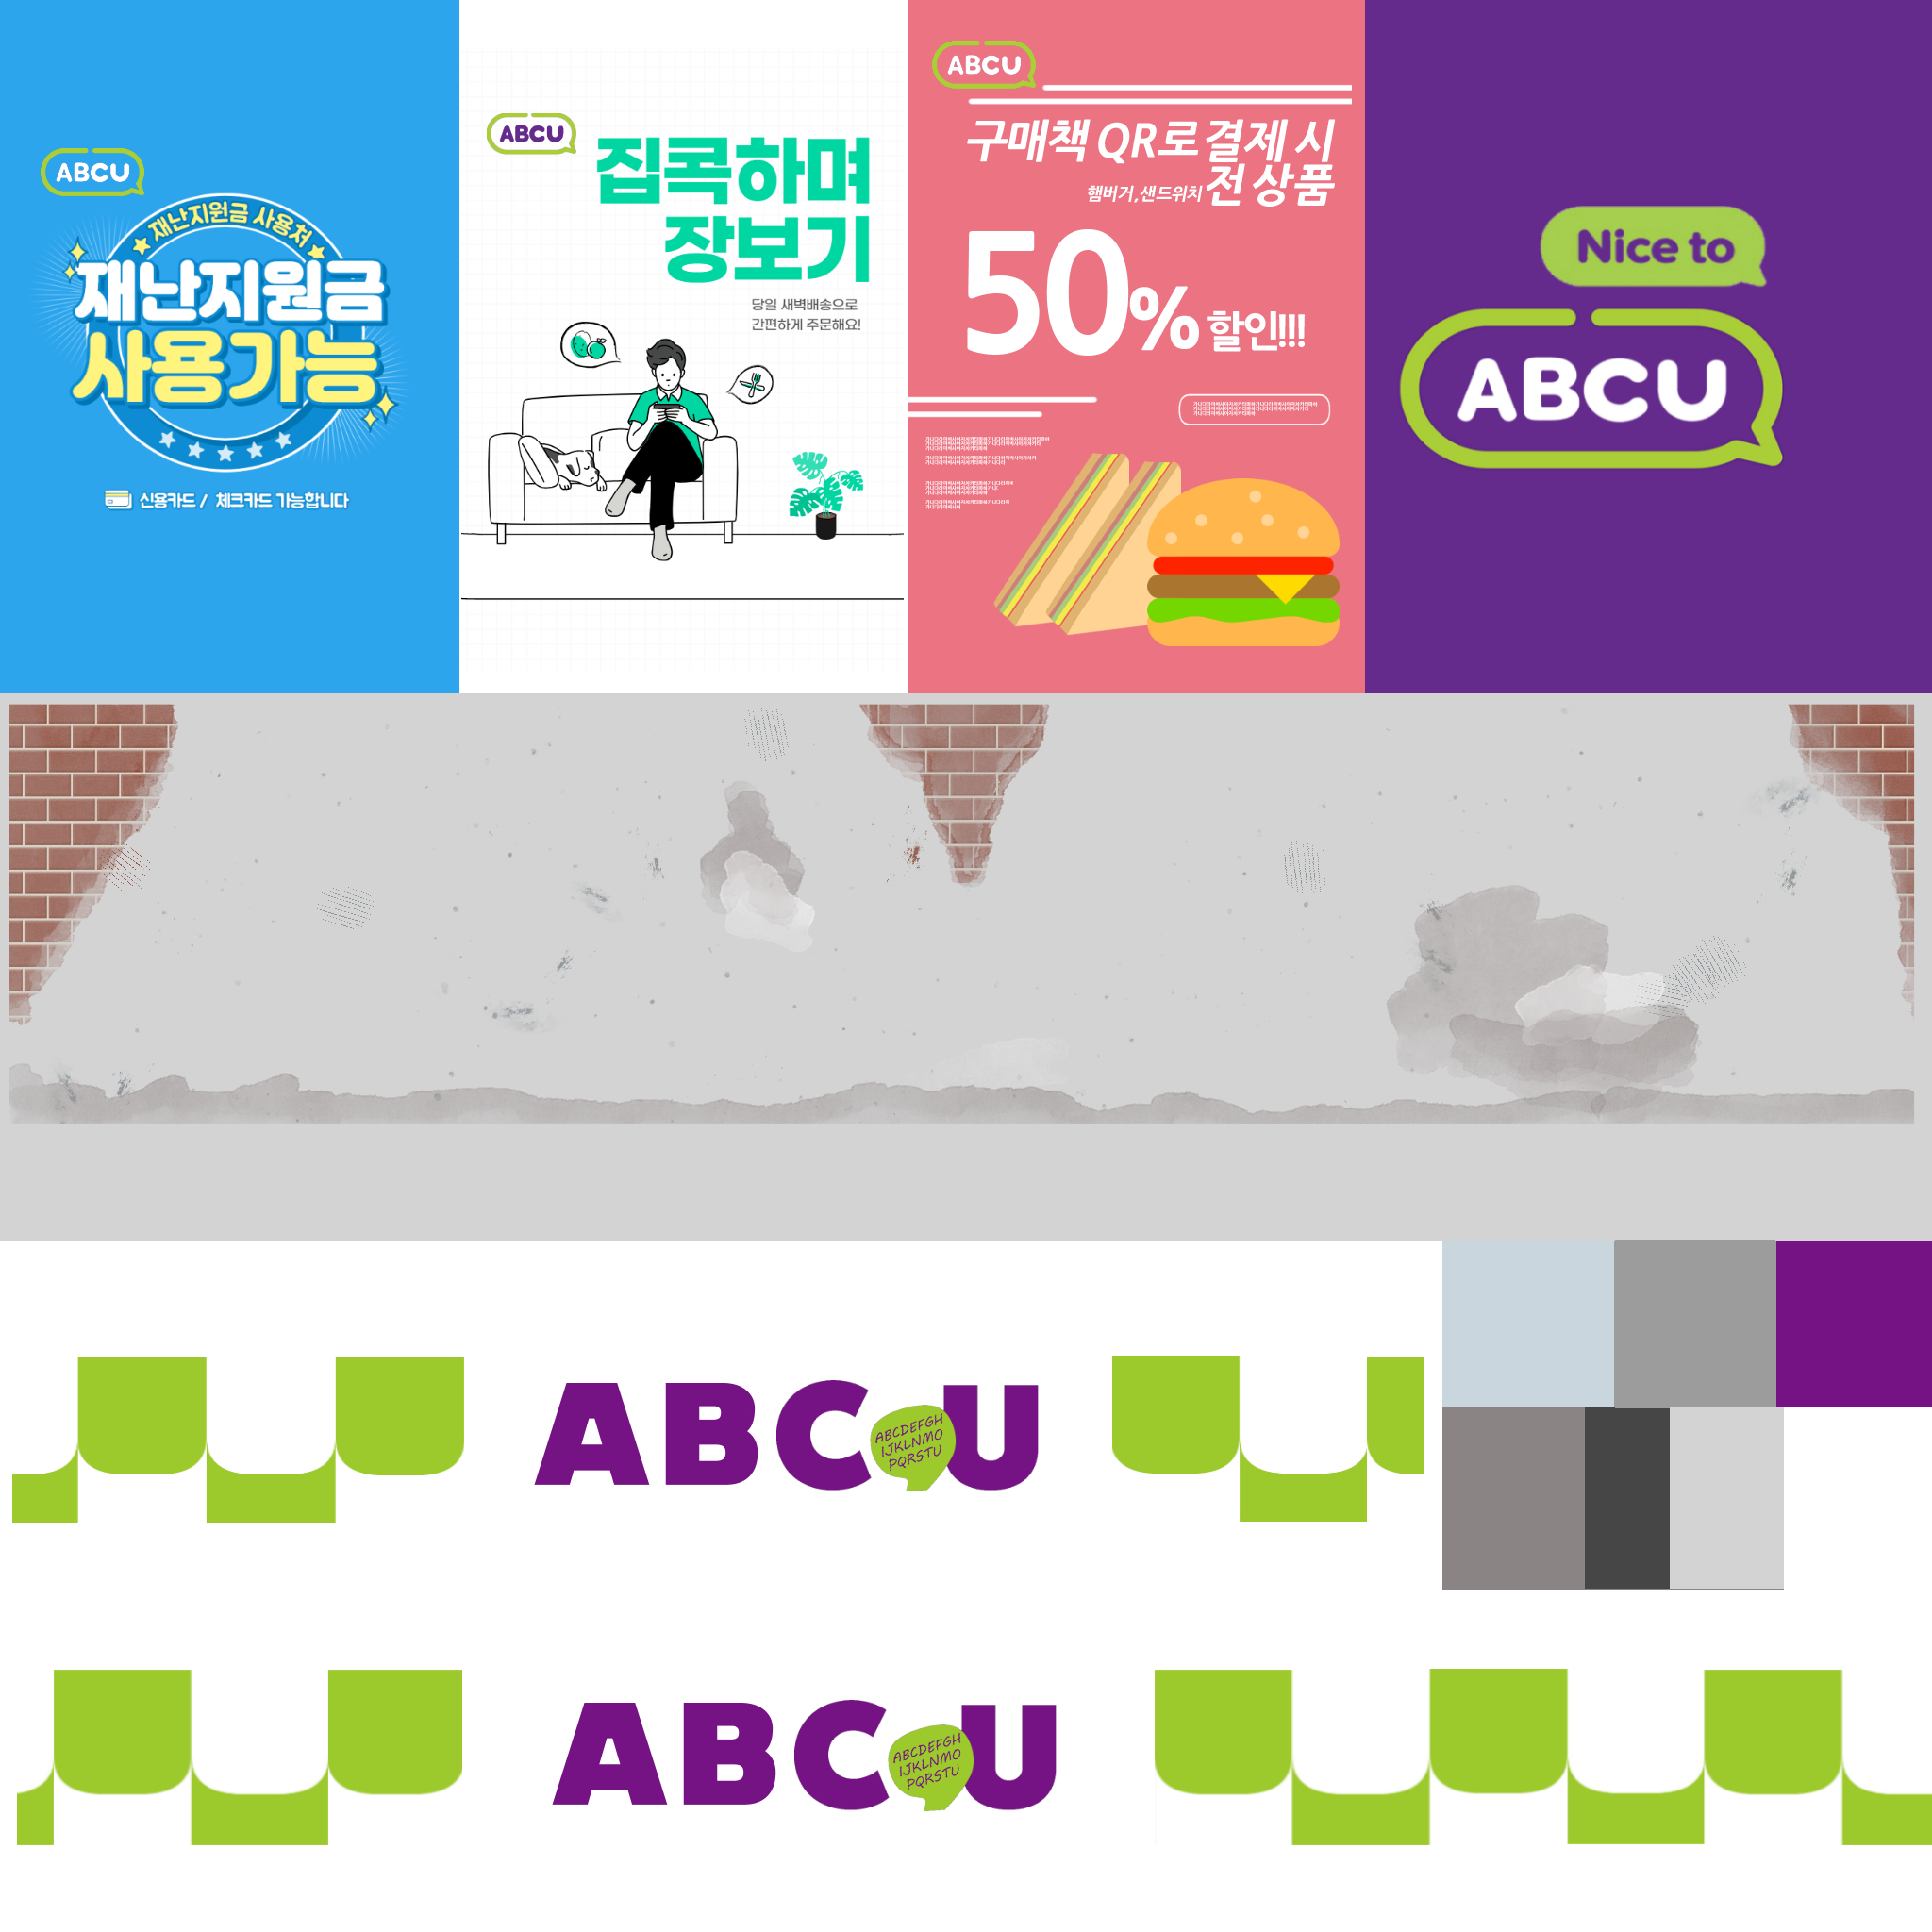 ABCU
재난지원금 사용처
재난지원금
사용가능
신용카드 / 체크카드 가능합니다
ABCU
집콕하며
장보기
당일 새벽배송으로
간편하게 주문해요!
ABCU
구매책 QR로 결제 시
햄버거,샌드위치 전 상품
50% 할인!!!
Nice to
ABCU
ABCU
ABCDEFGH
IJKLNMO
PQRSTU
ABCU
ABCDEFGH
IJKLNMO
PQRSTU